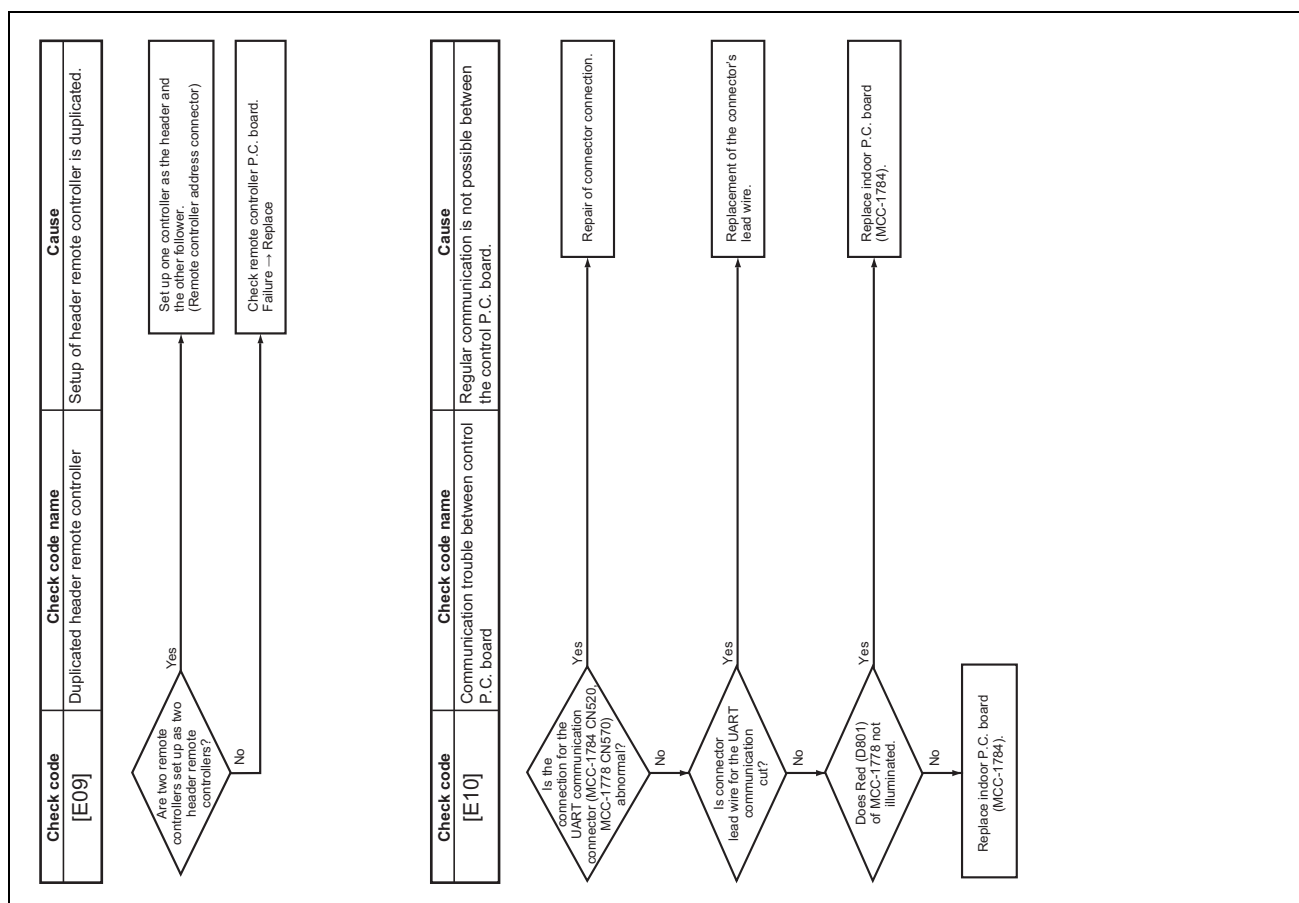 Check code
Check code name
Cause
[E09]
Duplicated header remote controller
Setup of header remote controller is duplicated.
Are two remote
controllers set up as two
header remote
controllers?
Yes
Set up one controller as the header and
the other follower.
(Remote controller address connector)
No
Check remote controller P.C. board.
Failure → Replace
Check code
Check code name
Cause
[E10]
Communication trouble between control
P.C. board
Regular communication is not possible between
the control P.C. board.
Is the
connection for the
UART communication
connector (MCC-1784 CN520,
MCC-1778 CN570)
abnormal?
Yes
Repair of connector connection.
No
Is connector
lead wire for the UART
communication
cut?
Yes
Replacement of the connector's
lead wire.
No
Does Red (D801)
of MCC-1778 not
illuminated.
Yes
Replace indoor P.C. board
(MCC-1784).
No
Replace indoor P.C. board
(MCC-1784).